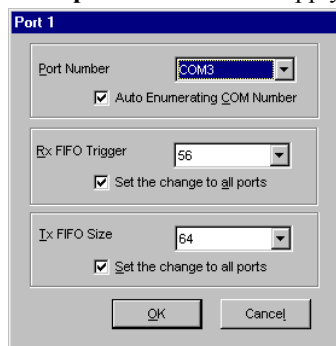 Port 1
Port Number COM3
Auto Enumerating COM Number
Rx FIFO Trigger 56
Set the change to all ports
Tx FIFO Size 64
Set the change to all ports
OK Cancel